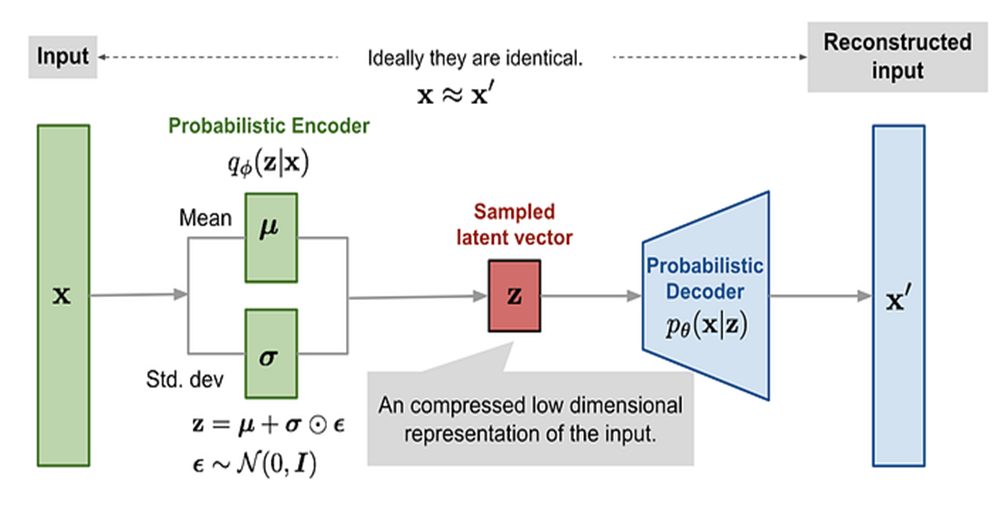 Input
Ideally they are identical.
x ≈ x′
Reconstructed
input
Probabilistic Encoder
qϕ(z|x)
Mean
μ
Sampled
latent vector
x
z
Probabilistic
Decoder
pθ(x|z)
x′
σ
Std. dev
z = μ + σ ⊙ ϵ
ϵ ∼ 𝒩(0, I)
An compressed low dimensional
representation of the input.